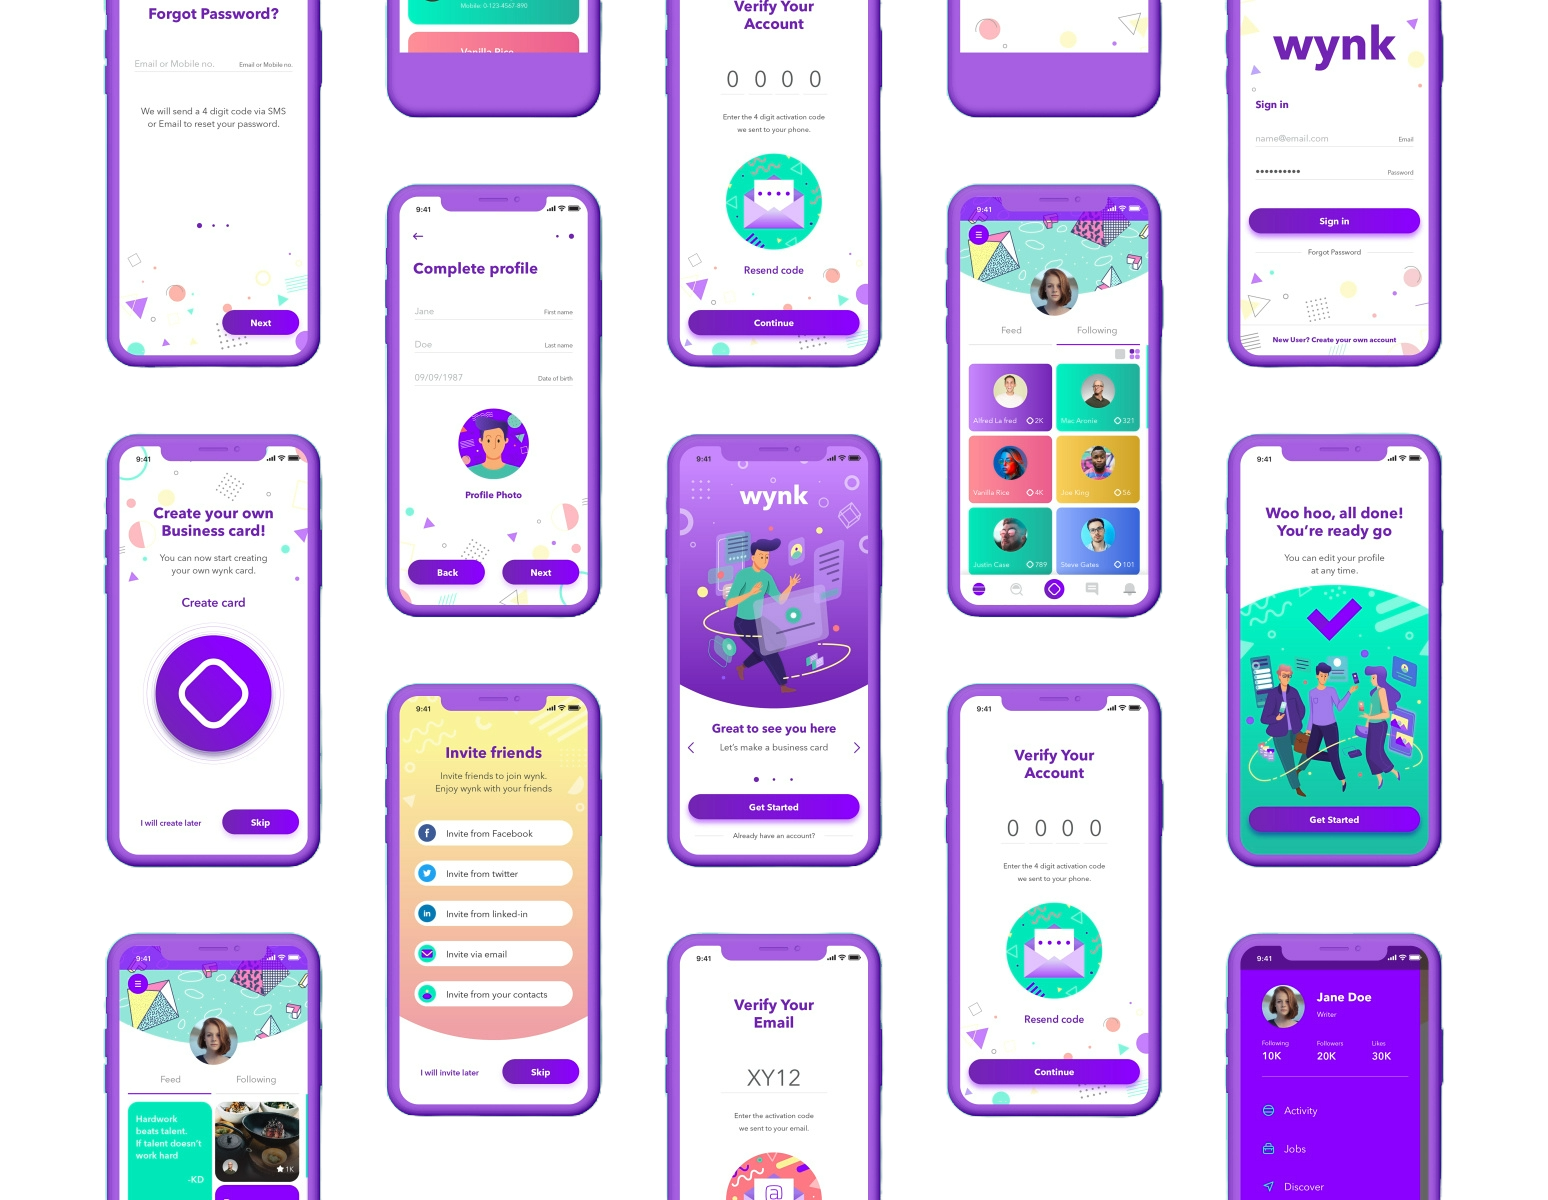 Forgot Password?
Email or Mobile no.
Email or Mobile no.
We will send a 4 digit code via SMS
or Email to reset your password.
Next
9:41
Create your own
Business card!
You can now start creating
your own wynk card.
Create card
I will create later
Skip
9:41
Feed
Following
Hardwork
beats talent.
If talent doesn't
work hard
-KD
1K
Mobile: 0-123-4567-890
Vanilla Rice
9:41
Complete profile
Jane
First name
Doe
Last name
09/09/1987
Date of birth
Profile Photo
Back
Next
9:41
Invite friends
Invite friends to join wynk.
Enjoy wynk with your friends
Invite from Facebook
Invite from twitter
in
Invite from linked-in
Invite via email
Invite from your contacts
I will invite later
Skip
Verify Your
Account
0 0 0 0
Enter the 4 digit activation code
we sent to your phone.
Resend code
Continue
9:41
wynk
Great to see you here
Let's make a business card
Get Started
Already have an account?
9:41
Verify Your
Email
XY12
Enter the activation code
we sent to your email.
@
9:41
Feed
Following
Alfred La fred
2K
Mac Aronie
321
Vanilla Rice
4K
Joe King
56
Justin Case
789
Steve Gates
101
9:41
Verify Your
Account
0 0 0 0
Enter the 4 digit activation code
we sent to your phone.
Resend code
Continue
wynk
Sign in
name@email.com
Email
Password
Sign in
Forgot Password
New User? Create your own account
9:41
Woo hoo, all done!
You're ready go
You can edit your profile
at any time.
Get Started
9:41
Jane Doe
Writer
Following
10K
Followers
20K
Likes
30K
Activity
Jobs
Discover